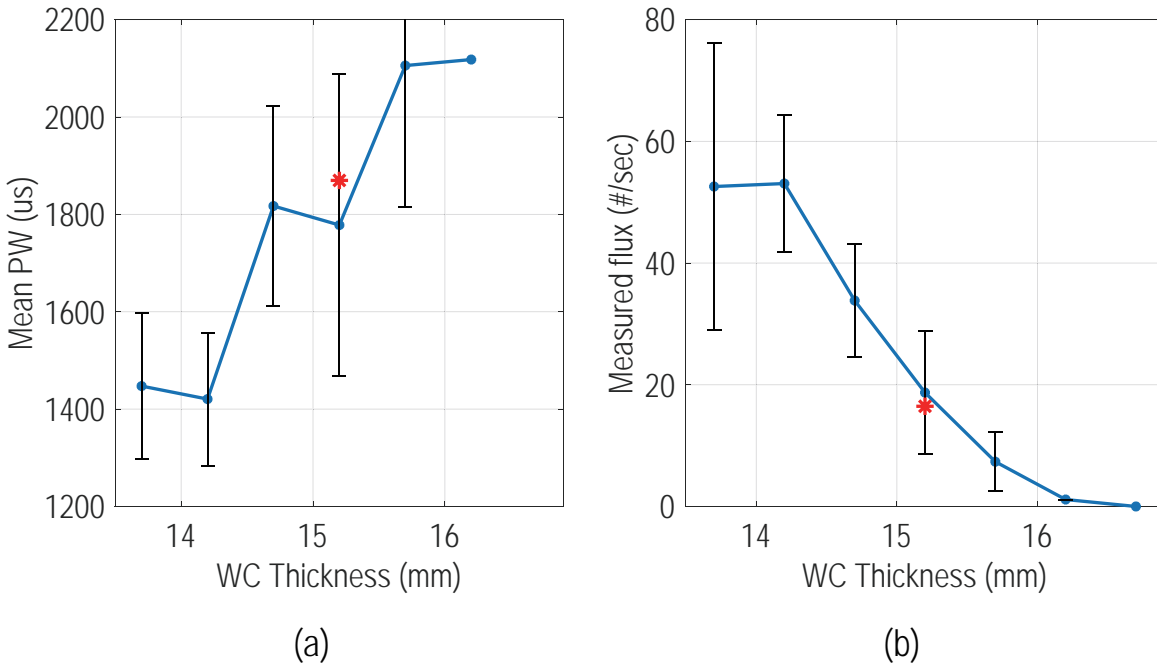 2200
2000
1800
1600
1400
1200
Mean PW (us)
14
15
16
WC Thickness (mm)
(a)
80
60
40
20
0
Measured flux (#/sec)
14
15
16
WC Thickness (mm)
(b)